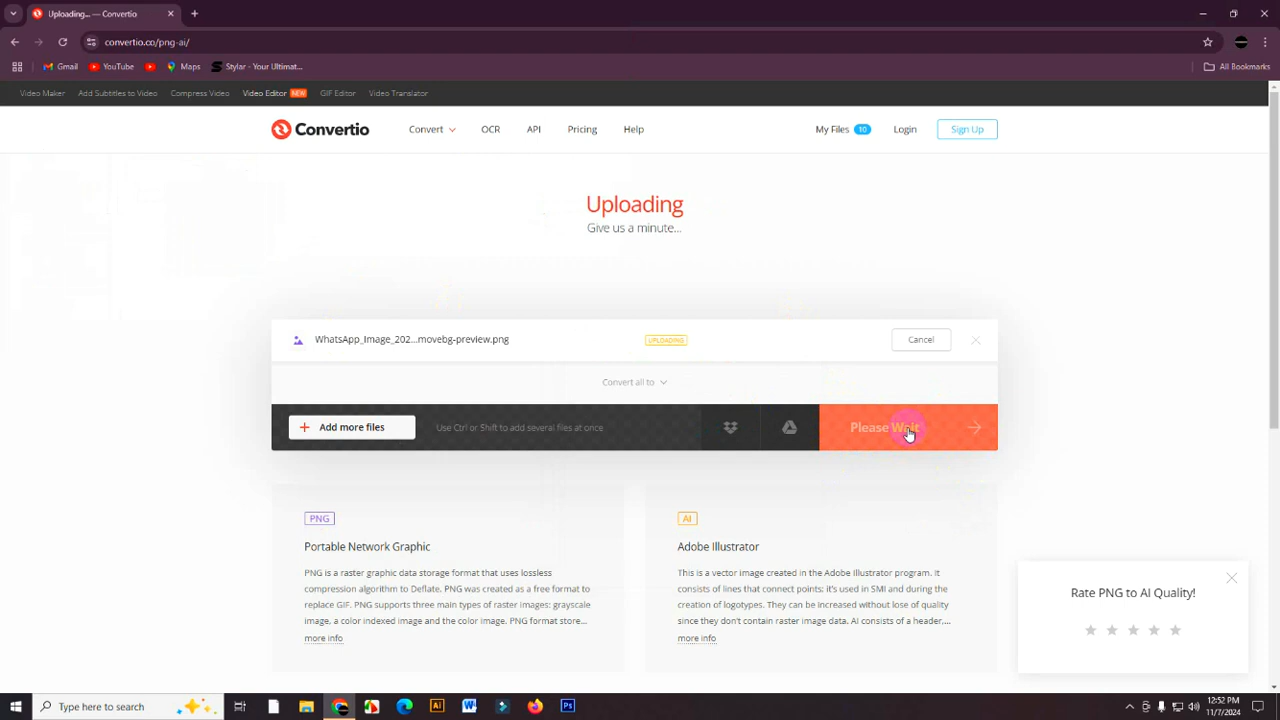 Uploading... — Convertio
convertio.co/png-ai/
Gmail
YouTube
Maps
Stylar - Your Ultimat...
All Bookmarks
Video Maker
Add Subtitles to Video
Compress Video
Video Editor NEW
GIF Editor
Video Translator
Convertio
Convert
OCR
API
Pricing
Help
My Files 10
Login
Sign Up
Uploading
Give us a minute...
WhatsApp_Image_202...movebg-preview.png
UPLOADING
Cancel
Convert all to
Add more files
Use Ctrl or Shift to add several files at once
Please Wait
PNG
Portable Network Graphic
PNG is a raster graphic data storage format that uses lossless
compression algorithm to Deflate. PNG was created as a free format to
replace GIF. PNG supports three main types of raster images: grayscale
image, a color indexed image and the color image. PNG format store...
more info
AI
Adobe Illustrator
This is a vector image created in the Adobe Illustrator program. It
consists of lines that connect points: it's used in SMI and during the
creation of logotypes. They can be increased without lose of quality
since they don't contain raster image data. AI consists of a header,...
more info
Rate PNG to AI Quality!
Type here to search
Ai
W
Ps
12:52 PM
11/7/2024